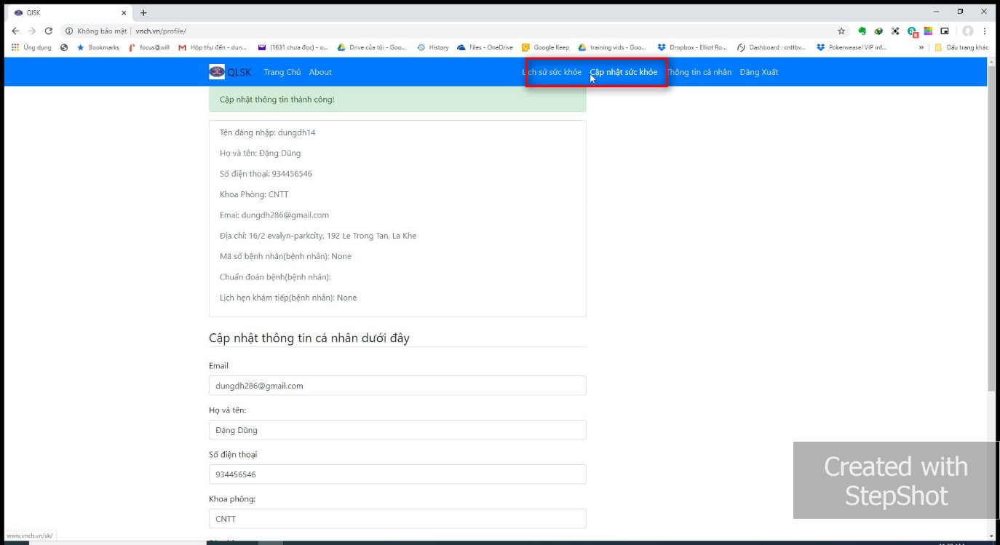 QlSK
Không bảo mật | vnch.vn/profile/
Ứng dụng Bookmarks focus@will Hộp thư đến - dun... (1631 chưa đọc) - o... Drive của tôi - Goo... History Files - OneDrive Google Keep training vids - Goo... Dropbox - Elliot Ro... Dashboard : cnttbv... Pokerweasel VIP inf... » Dấu trang khác
QLSK Trang Chủ About Lịch sử sức khỏe Cập nhật sức khỏe Thông tin cá nhân Đăng Xuất
Cập nhật thông tin thành công!
Tên đăng nhập: dungdh14
Họ và tên: Đặng Dũng
Số điện thoại: 934456546
Khoa Phòng: CNTT
Emai: dungdh286@gmail.com
Địa chỉ: 16/2 evalyn-parkcity, 192 Le Trong Tan, La Khe
Mã số bệnh nhân(bệnh nhân): None
Chuẩn đoán bệnh(bệnh nhân):
Lịch hẹn khám tiếp(bệnh nhân): None
Cập nhật thông tin cá nhân dưới đây
Email
dungdh286@gmail.com
Họ và tên:
Đặng Dũng
Số điện thoại
934456546
Khoa phòng:
CNTT
Created with
StepShot
www.vnch.vn/sk/